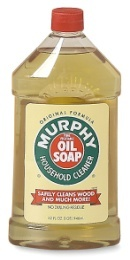 ORIGINAL FORMULA
MURPHY
OIL
SOAP
HOUSEHOLD CLEANER
SAFELY CLEANS WOOD
AND MUCH MORE!